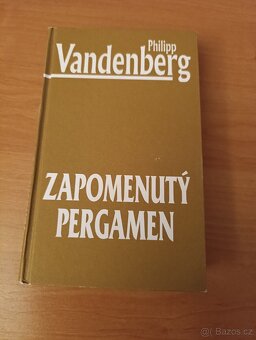 Philipp
Vandenberg
ZAPOMENUTÝ
PERGAMEN
Bazos.cz